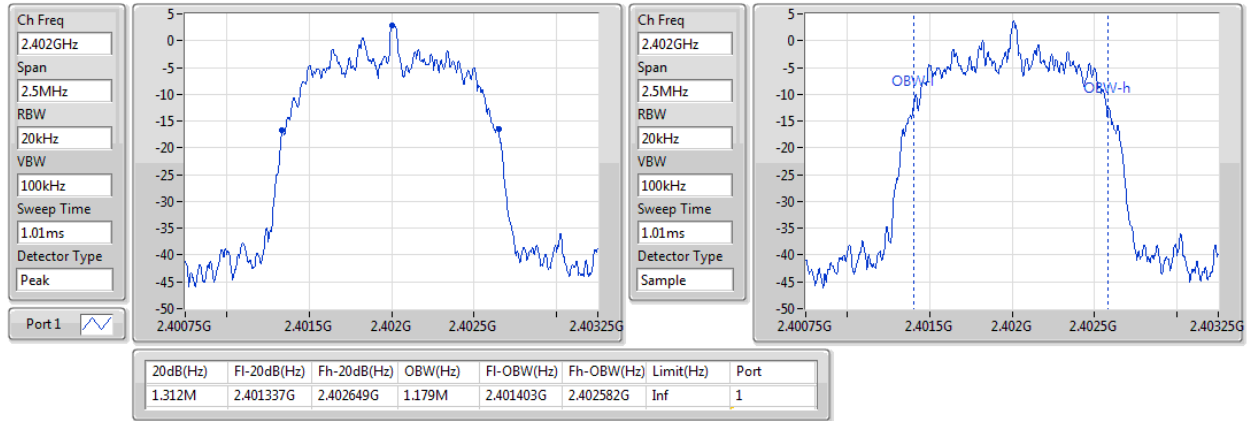 Ch Freq
2.402GHz
Span
2.5MHz
RBW
20kHz
VBW
100kHz
Sweep Time
1.01ms
Detector Type
Peak
Port 1
5-
0-
-5-
-10-
-15-
-20-
-25-
-30-
-35-
-40-
-45-
-50-
2.40075G 2.4015G 2.402G 2.4025G 2.40325G
Ch Freq
2.402GHz
Span
2.5MHz
RBW
20kHz
VBW
100kHz
Sweep Time
1.01ms
Detector Type
Sample
5-
0-
-5-
-10-
-15-
-20-
-25-
-30-
-35-
-40-
-45-
-50-
OBW-l
OBW-h
2.40075G 2.4015G 2.402G 2.4025G 2.40325G
20dB(Hz) Fl-20dB(Hz) Fh-20dB(Hz) OBW(Hz) Fl-OBW(Hz) Fh-OBW(Hz) Limit(Hz) Port
1.312M 2.401337G 2.402649G 1.179M 2.401403G 2.402582G Inf 1